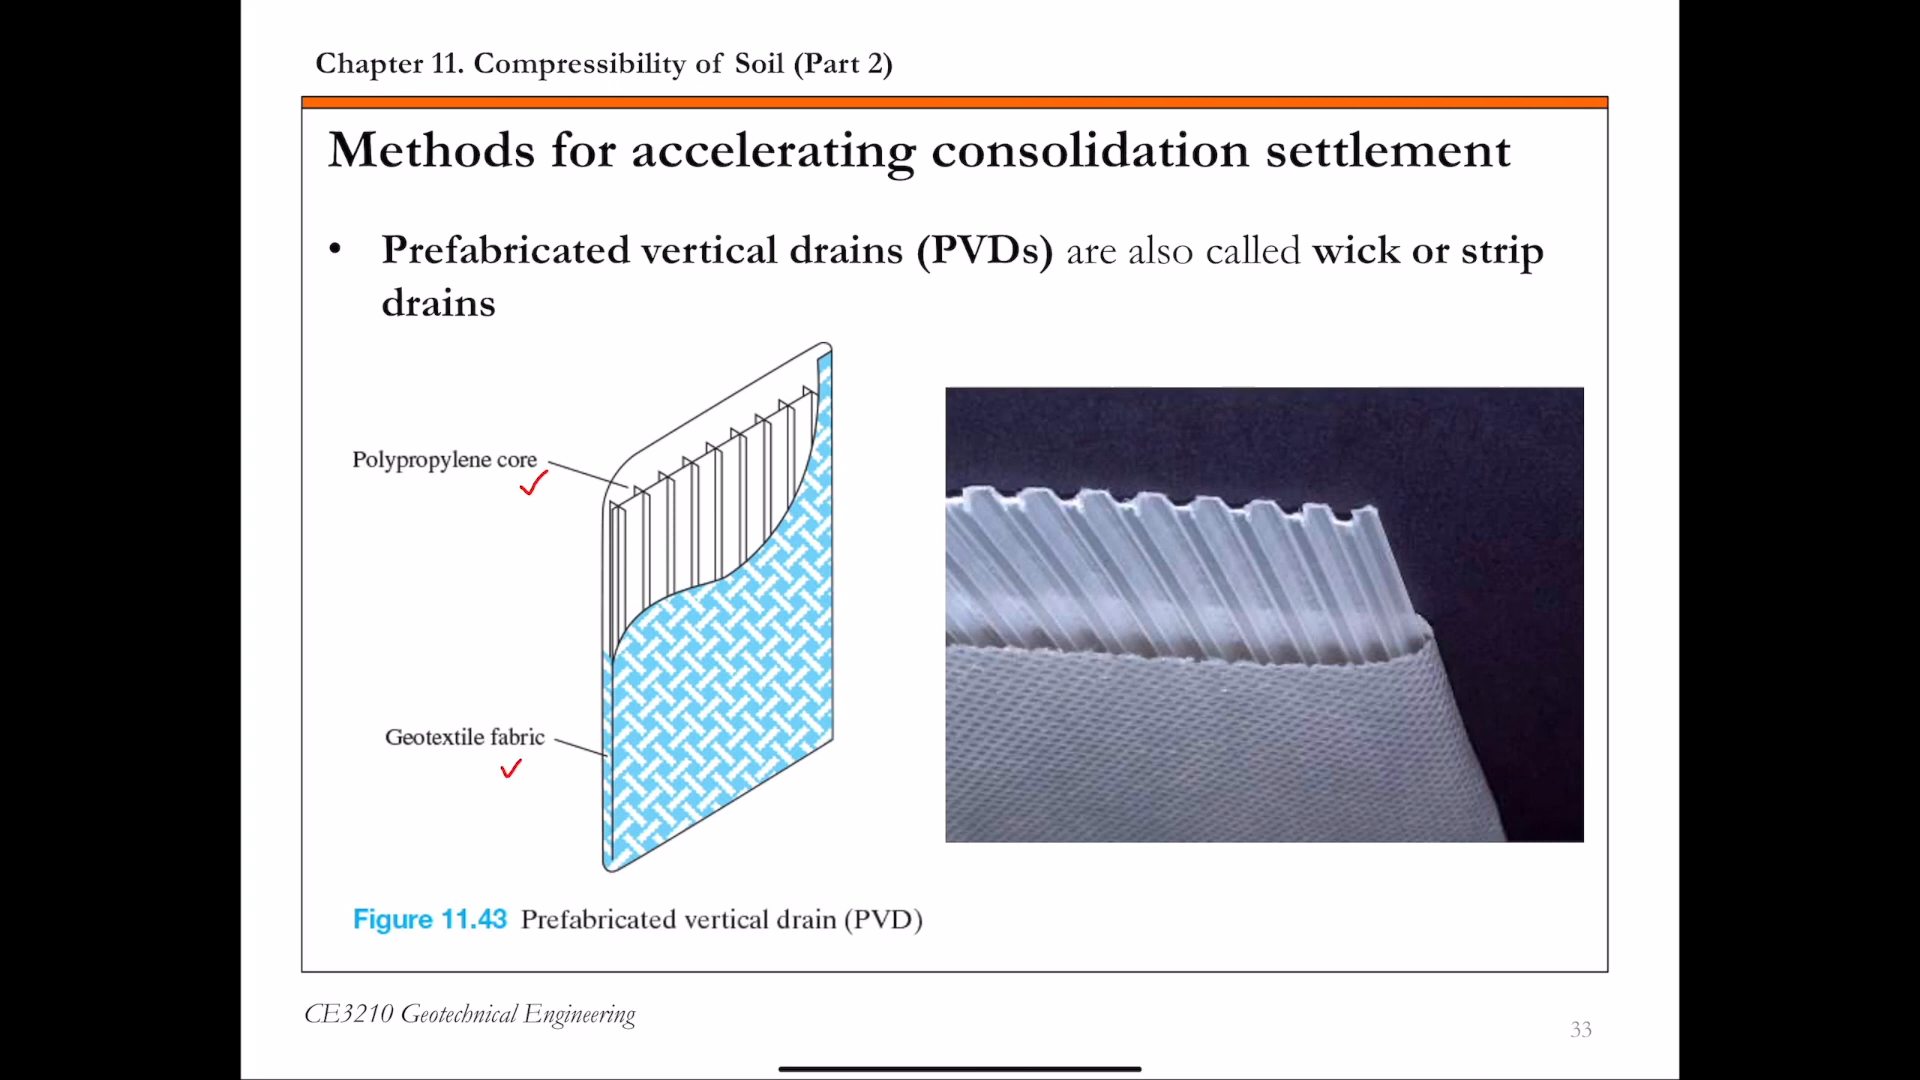 Chapter 11. Compressibility of Soil (Part 2)
Methods for accelerating consolidation settlement
• Prefabricated vertical drains (PVDs) are also called wick or strip
drains
Polypropylene core
Geotextile fabric
Figure 11.43 Prefabricated vertical drain (PVD)
CE3210 Geotechnical Engineering
33